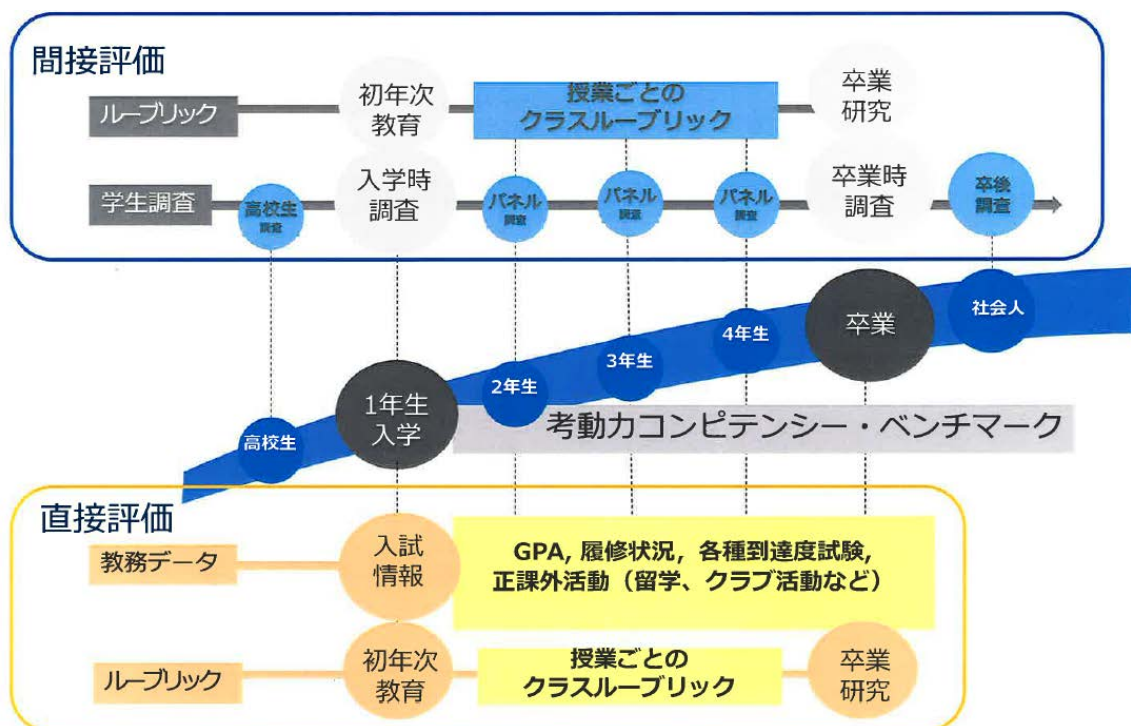 間接評価
ルーブリック
初年次
教育
授業ごとの
クラスルーブリック
卒業
研究
学生調査
高校生
調査
入学時
調査
パネル
調査
パネル
調査
パネル
調査
卒業時
調査
卒後
調査
高校生
1年生
入学
2年生
3年生
4年生
卒業
社会人
考動力コンピテンシー・ベンチマーク
直接評価
教務データ
入試
情報
GPA, 履修状況, 各種到達度試験,
正課外活動（留学、クラブ活動など）
ルーブリック
初年次
教育
授業ごとの
クラスルーブリック
卒業
研究